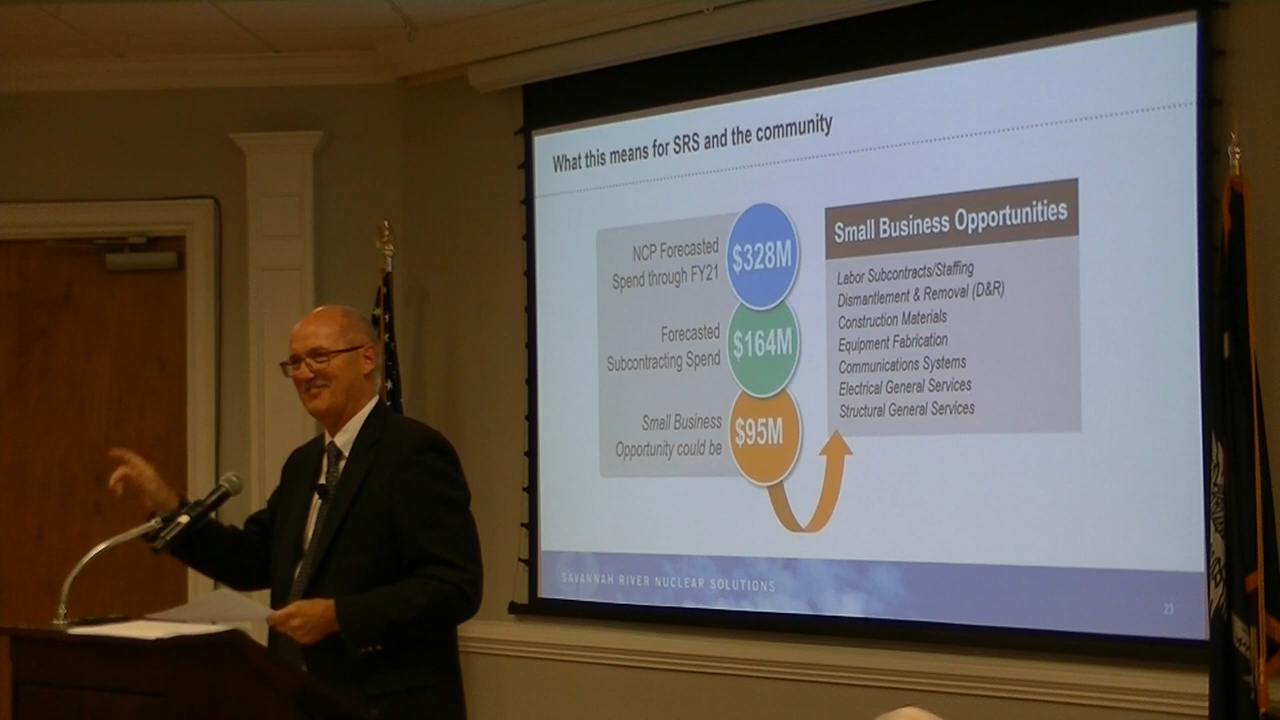 What this means for SRS and the community
NCP Forecasted
Spend through FY21
$328M
Forecasted
Subcontracting Spend
$164M
Small Business
Opportunity could be
$95M
Small Business Opportunities
Labor Subcontracts/Staffing
Dismantlement & Removal (D&R)
Construction Materials
Equipment Fabrication
Communications Systems
Electrical General Services
Structural General Services
SAVANNAH RIVER NUCLEAR SOLUTIONS
23